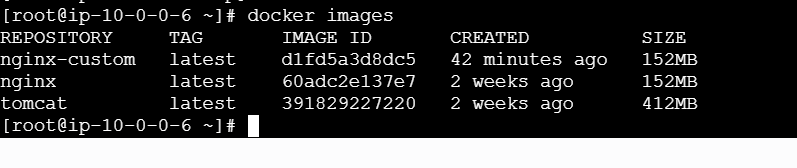 [root@ip-10-0-0-6 ~]# docker images
REPOSITORY TAG IMAGE ID CREATED SIZE
nginx-custom latest d1fd5a3d8dc5 42 minutes ago 152MB
nginx latest 60adc2e137e7 2 weeks ago 152MB
tomcat latest 391829227220 2 weeks ago 412MB
[root@ip-10-0-0-6 ~]#